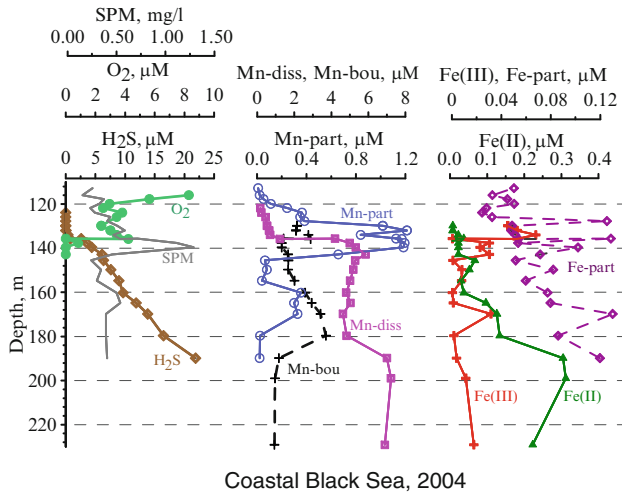 SPM, mg/l
0.00 0.50 1.00 1.50
O2, µM
0 3 6 8 11
H2S, µM
0 5 10 15 20 25
Mn-diss, Mn-bou, µM
0 2 4 6 8
Mn-part, µM
0.0 0.4 0.8 1.2
Fe(III), Fe-part, µM
0.00 0.04 0.08 0.12
Fe(II), µM
0.0 0.1 0.2 0.3 0.4
Depth, m
120
140
160
180
200
220
O2
SPM
H2S
Mn-part
Mn-diss
Mn-bou
Fe-part
Fe(III)
Fe(II)
Coastal Black Sea, 2004